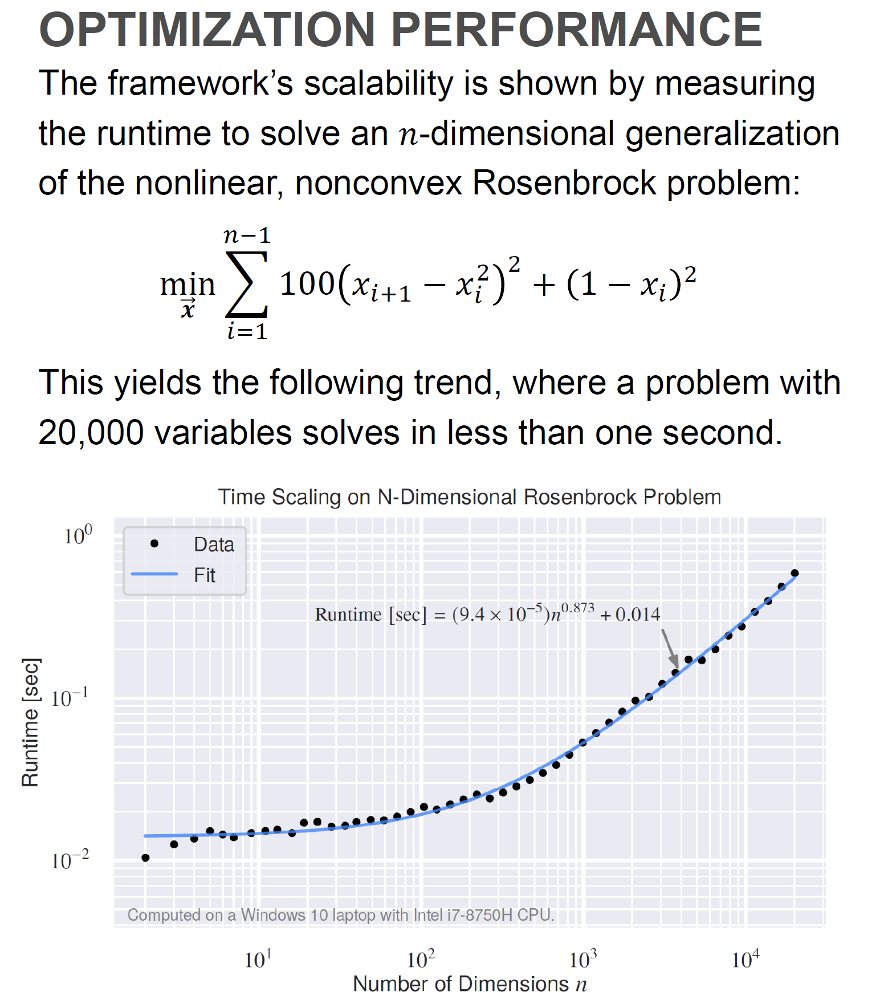 OPTIMIZATION PERFORMANCE
The framework’s scalability is shown by measuring
the runtime to solve an n-dimensional generalization
of the nonlinear, nonconvex Rosenbrock problem:
min_{\vec{x}} \sum_{i=1}^{n-1} 100(x_{i+1} − x_i^2)^2 + (1 − x_i)^2
This yields the following trend, where a problem with
20,000 variables solves in less than one second.
Time Scaling on N-Dimensional Rosenbrock Problem
10^0
Data
Fit
Runtime [sec] = (9.4 × 10^{−5})n^{0.873} + 0.014
Runtime [sec]
10^{−1}
10^{−2}
Computed on a Windows 10 laptop with Intel i7-8750H CPU.
10^1 10^2 10^3 10^4
Number of Dimensions n